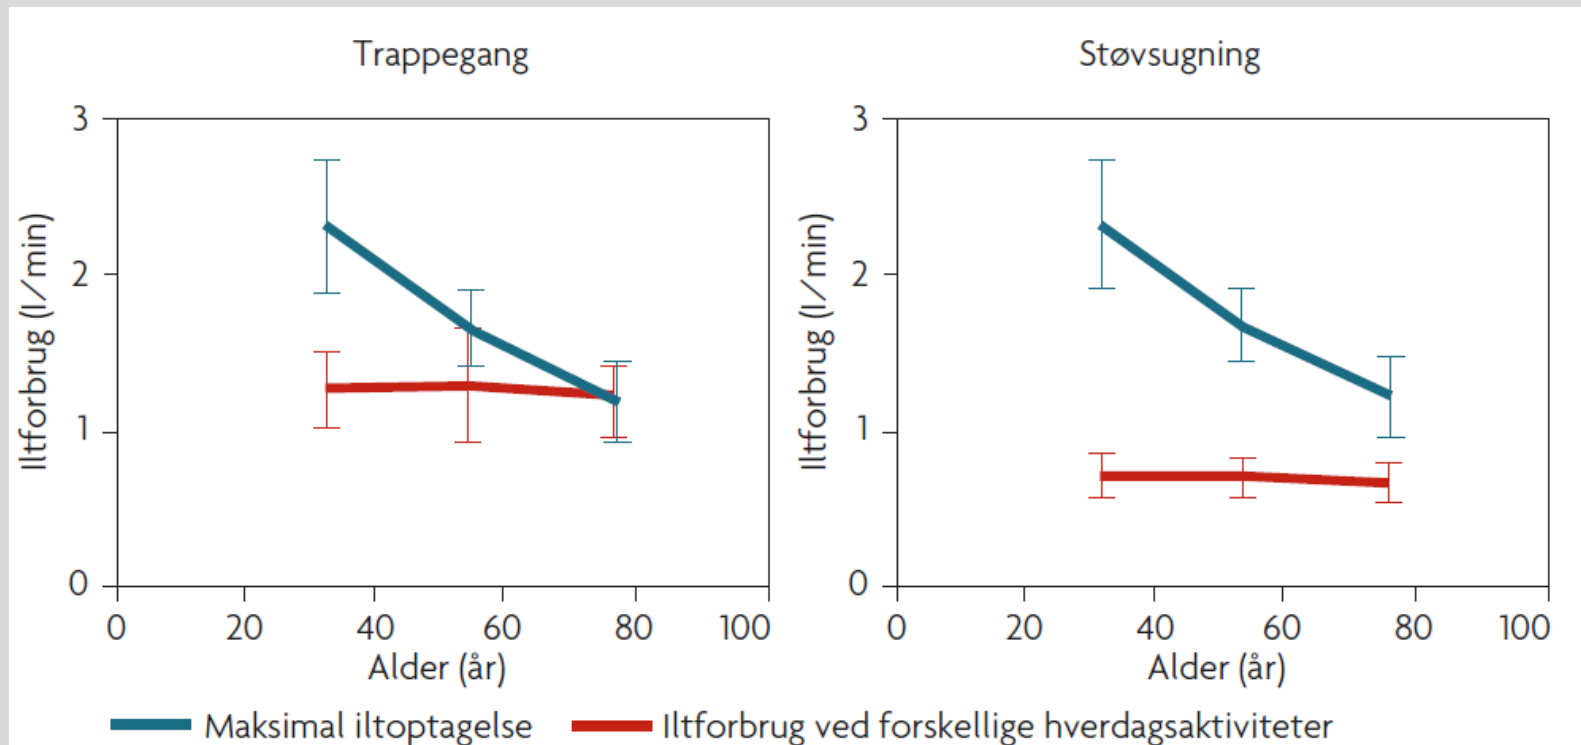 Trappegang
Støvsugning
3
2
1
0
Iltforbrug (l/min)
0 20 40 60 80 100
Alder (år)
3
2
1
0
Iltforbrug (l/min)
0 20 40 60 80 100
Alder (år)
Maksimal iltoptagelse
Iltforbrug ved forskellige hverdagsaktiviteter